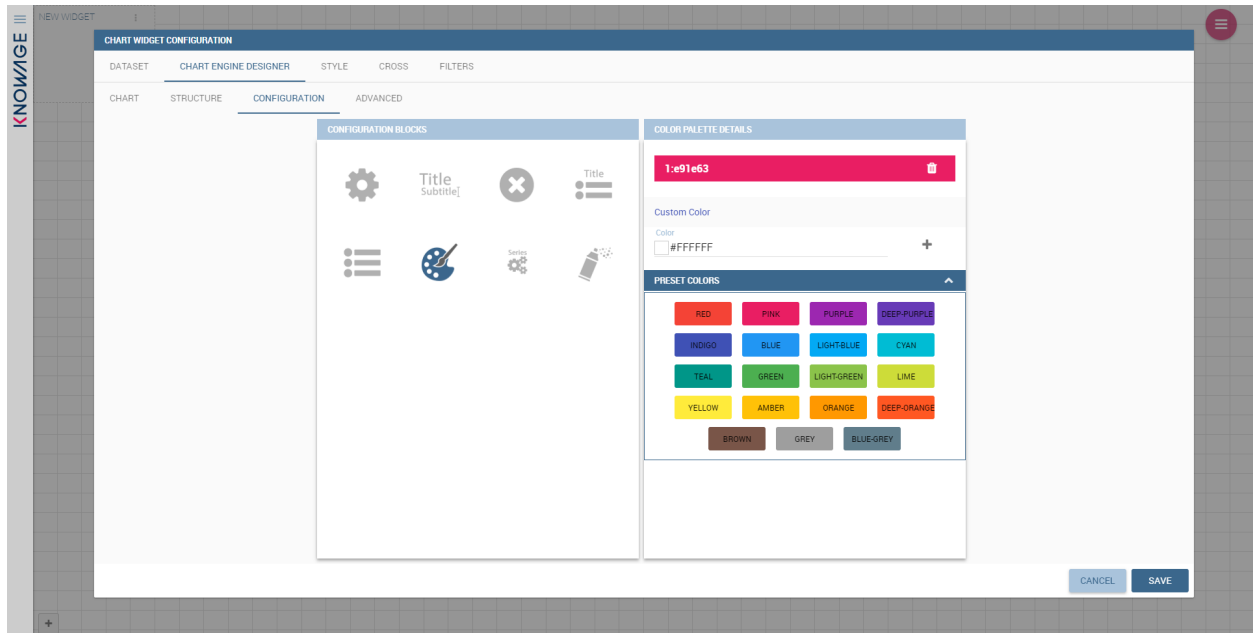 NEW WIDGET
KNOWAGE
CHART WIDGET CONFIGURATION
DATASET CHART ENGINE DESIGNER STYLE CROSS FILTERS
CHART STRUCTURE CONFIGURATION ADVANCED
CONFIGURATION BLOCKS
Title
Subtitle
Title
Series
COLOR PALETTE DETAILS
1:e91e63
Custom Color
Color
#FFFFFF
PRESET COLORS
RED PINK PURPLE DEEP-PURPLE
INDIGO BLUE LIGHT-BLUE CYAN
TEAL GREEN LIGHT-GREEN LIME
YELLOW AMBER ORANGE DEEP-ORANGE
BROWN GREY BLUE-GREY
CANCEL SAVE